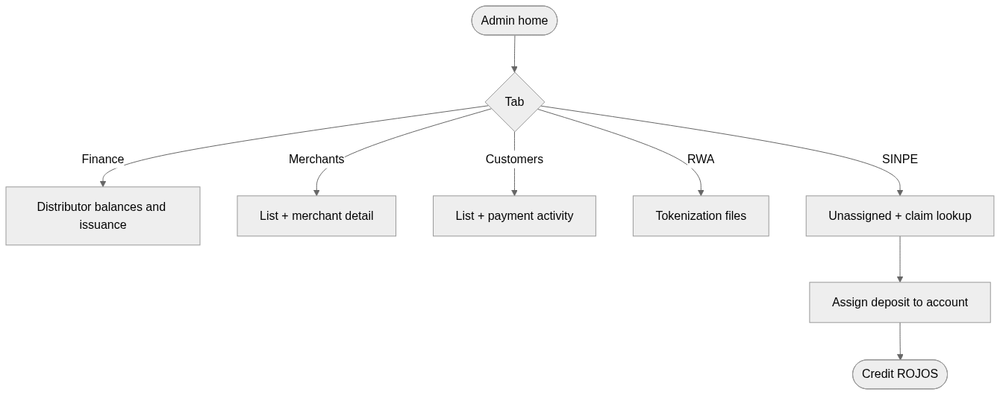 Admin home
Tab
Finance
Merchants
Customers
RWA
SINPE
Distributor balances and
issuance
List + merchant detail
List + payment activity
Tokenization files
Unassigned + claim lookup
Assign deposit to account
Credit ROJOS